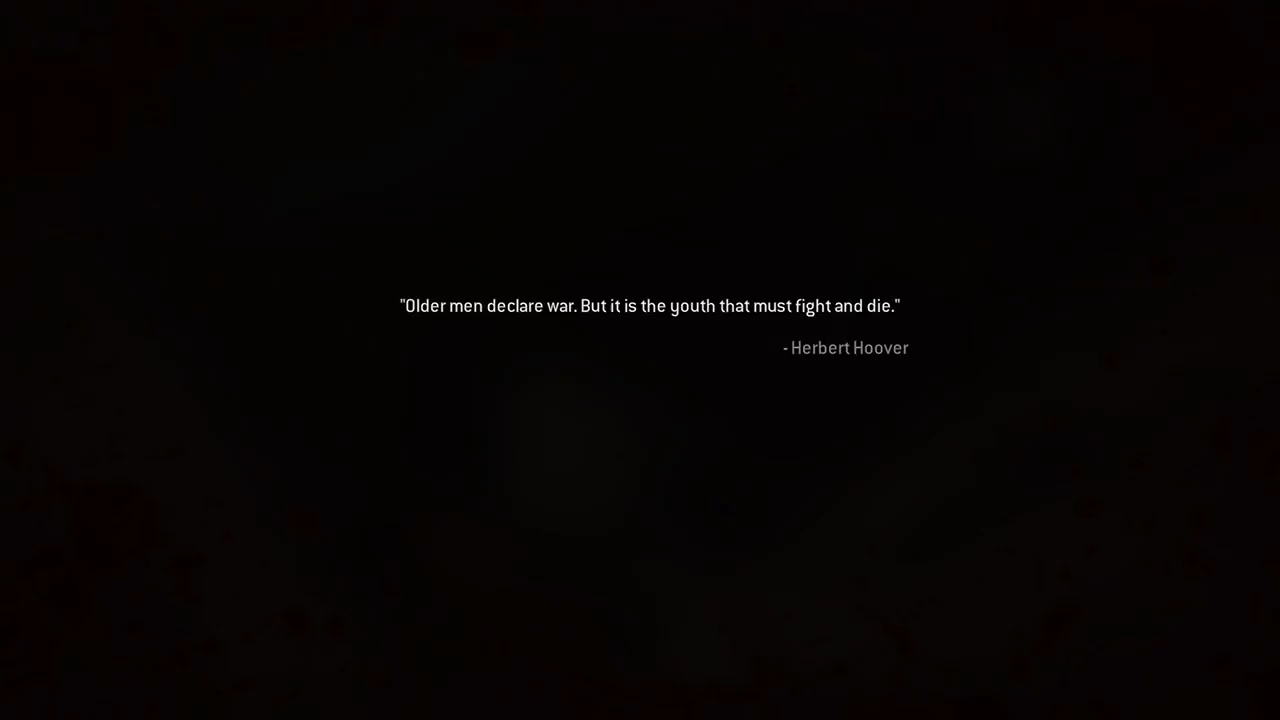 "Older men declare war. But it is the youth that must fight and die."
- Herbert Hoover